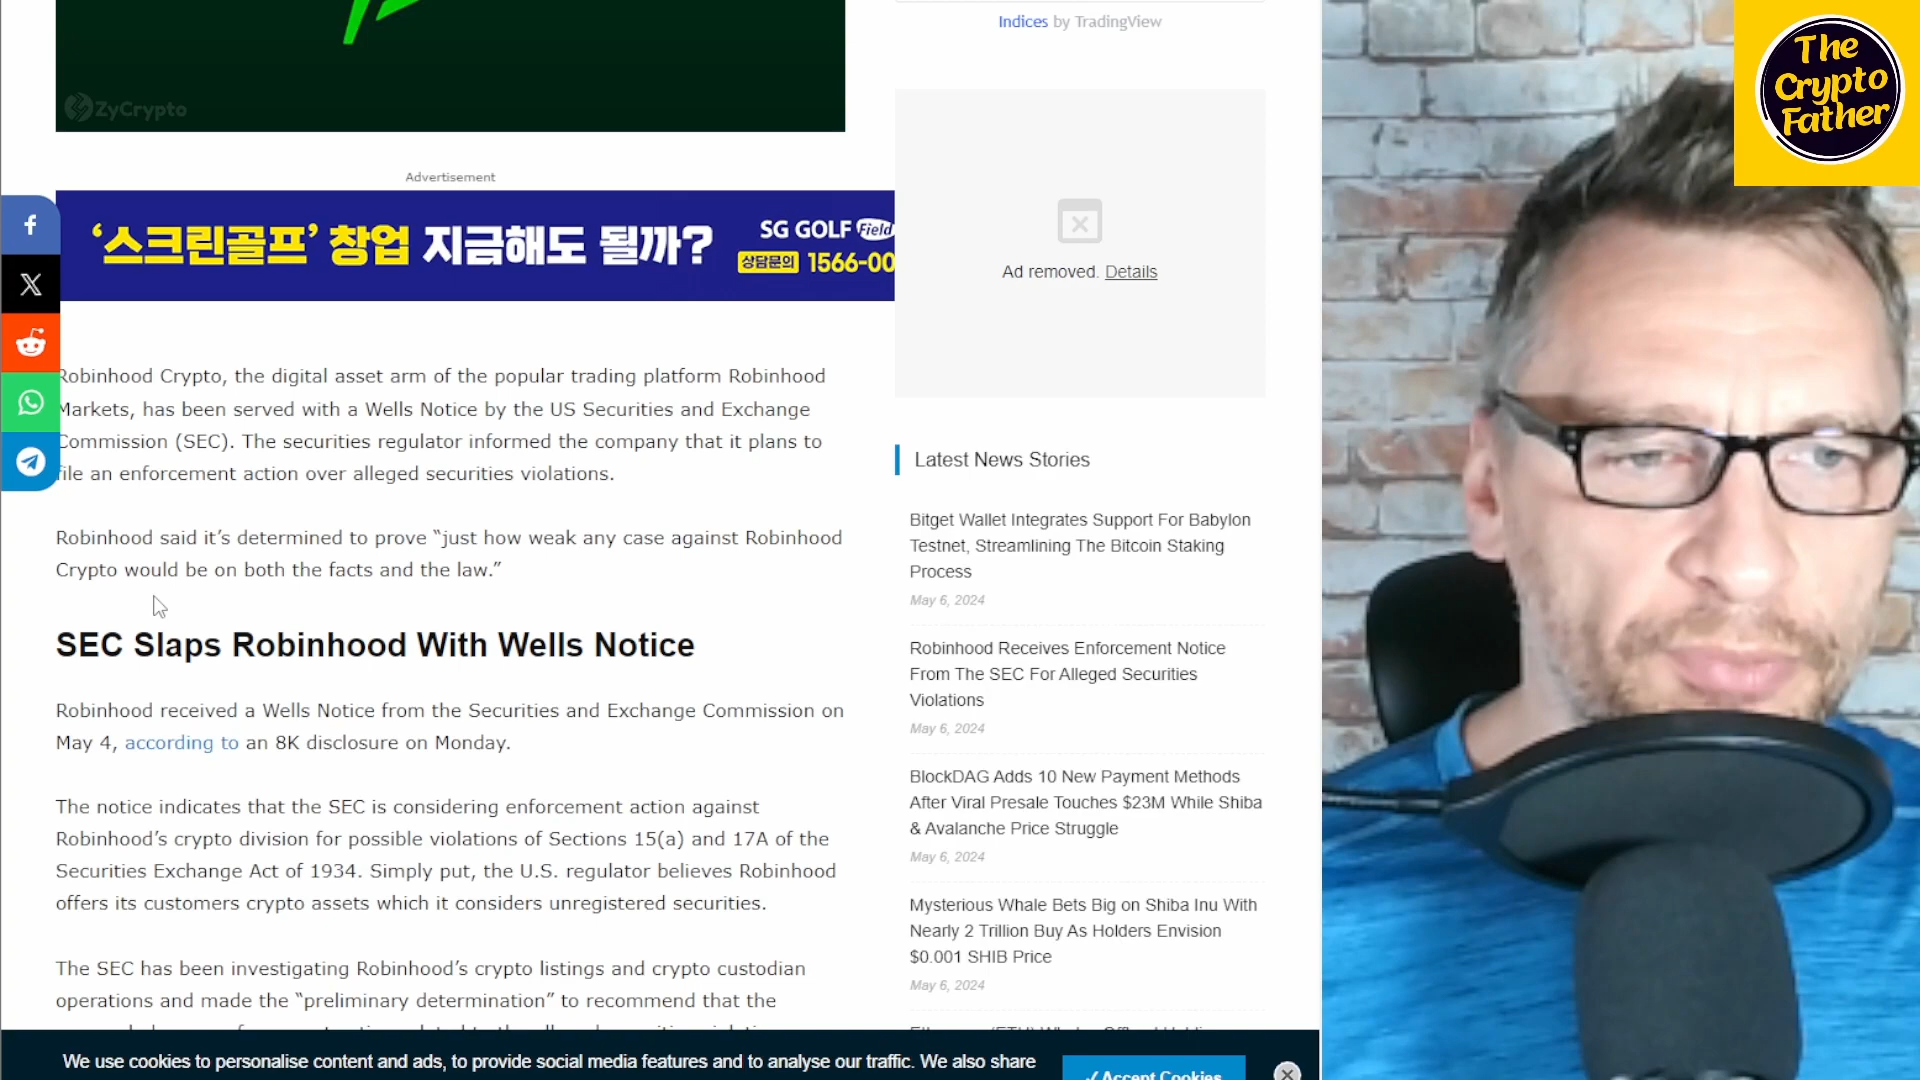 ZyCrypto
Advertisement
'스크린골프' 창업 지금해도 될까?
SG GOLF Field
상담문의 1566-00
Robinhood Crypto, the digital asset arm of the popular trading platform Robinhood
Markets, has been served with a Wells Notice by the US Securities and Exchange
Commission (SEC). The securities regulator informed the company that it plans to
file an enforcement action over alleged securities violations.
Robinhood said it’s determined to prove “just how weak any case against Robinhood
Crypto would be on both the facts and the law.”
SEC Slaps Robinhood With Wells Notice
Robinhood received a Wells Notice from the Securities and Exchange Commission on
May 4, according to an 8K disclosure on Monday.
The notice indicates that the SEC is considering enforcement action against
Robinhood’s crypto division for possible violations of Sections 15(a) and 17A of the
Securities Exchange Act of 1934. Simply put, the U.S. regulator believes Robinhood
offers its customers crypto assets which it considers unregistered securities.
The SEC has been investigating Robinhood’s crypto listings and crypto custodian
operations and made the “preliminary determination” to recommend that the
Indices by TradingView
Ad removed. Details
Latest News Stories
Bitget Wallet Integrates Support For Babylon
Testnet, Streamlining The Bitcoin Staking
Process
May 6, 2024
Robinhood Receives Enforcement Notice
From The SEC For Alleged Securities
Violations
May 6, 2024
BlockDAG Adds 10 New Payment Methods
After Viral Presale Touches $23M While Shiba
& Avalanche Price Struggle
May 6, 2024
Mysterious Whale Bets Big on Shiba Inu With
Nearly 2 Trillion Buy As Holders Envision
$0.001 SHIB Price
May 6, 2024
We use cookies to personalise content and ads, to provide social media features and to analyse our traffic. We also share
✓Accept Cookies
The
Crypto
Father